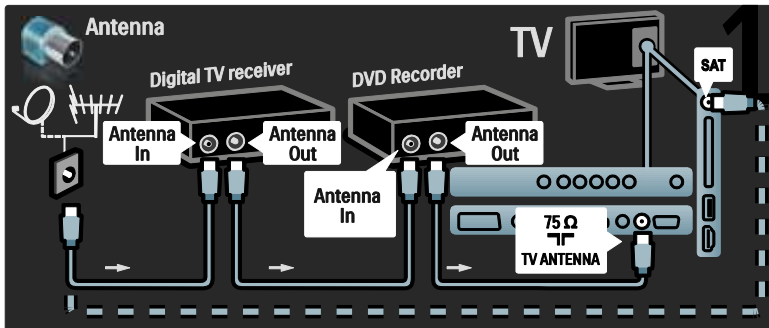 Antenna
TV
1
Digital TV receiver
DVD Recorder
SAT
Antenna
In
Antenna
Out
Antenna
In
Antenna
Out
75 Ω
TV ANTENNA